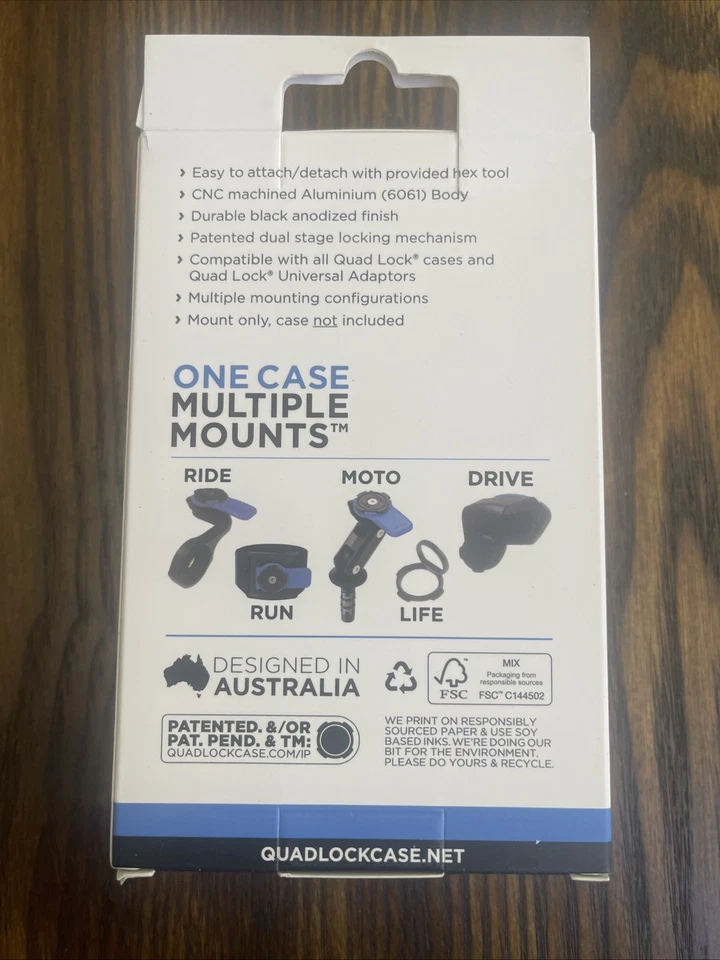 › Easy to attach/detach with provided hex tool
› CNC machined Aluminium (6061) Body
› Durable black anodized finish
› Patented dual stage locking mechanism
› Compatible with all Quad Lock® cases and
Quad Lock® Universal Adaptors
› Multiple mounting configurations
› Mount only, case not included
ONE CASE
MULTIPLE
MOUNTS™
RIDE
MOTO
DRIVE
RUN
LIFE
DESIGNED IN
AUSTRALIA
FSC
MIX
Packaging from
responsible sources
FSC™ C144502
PATENTED. &/OR
PAT. PEND. & TM:
QUADLOCKCASE.COM/IP
WE PRINT ON RESPONSIBLY
SOURCED PAPER & USE SOY
BASED INKS. WE'RE DOING OUR
BIT FOR THE ENVIRONMENT.
PLEASE DO YOURS & RECYCLE.
QUADLOCKCASE.NET